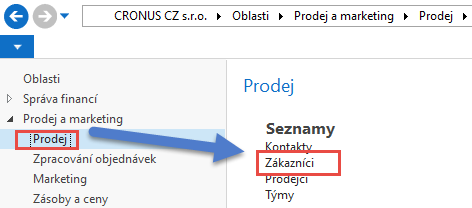 CRONUS CZ s.r.o. ▸ Oblasti ▸ Prodej a marketing ▸ Prodej ▸
Oblasti
Správa financí
Prodej a marketing
Prodej
Zpracování objednávek
Marketing
Zásoby a ceny
Prodej
Seznamy
Kontakty
Zákazníci
Prodejci
Týmy